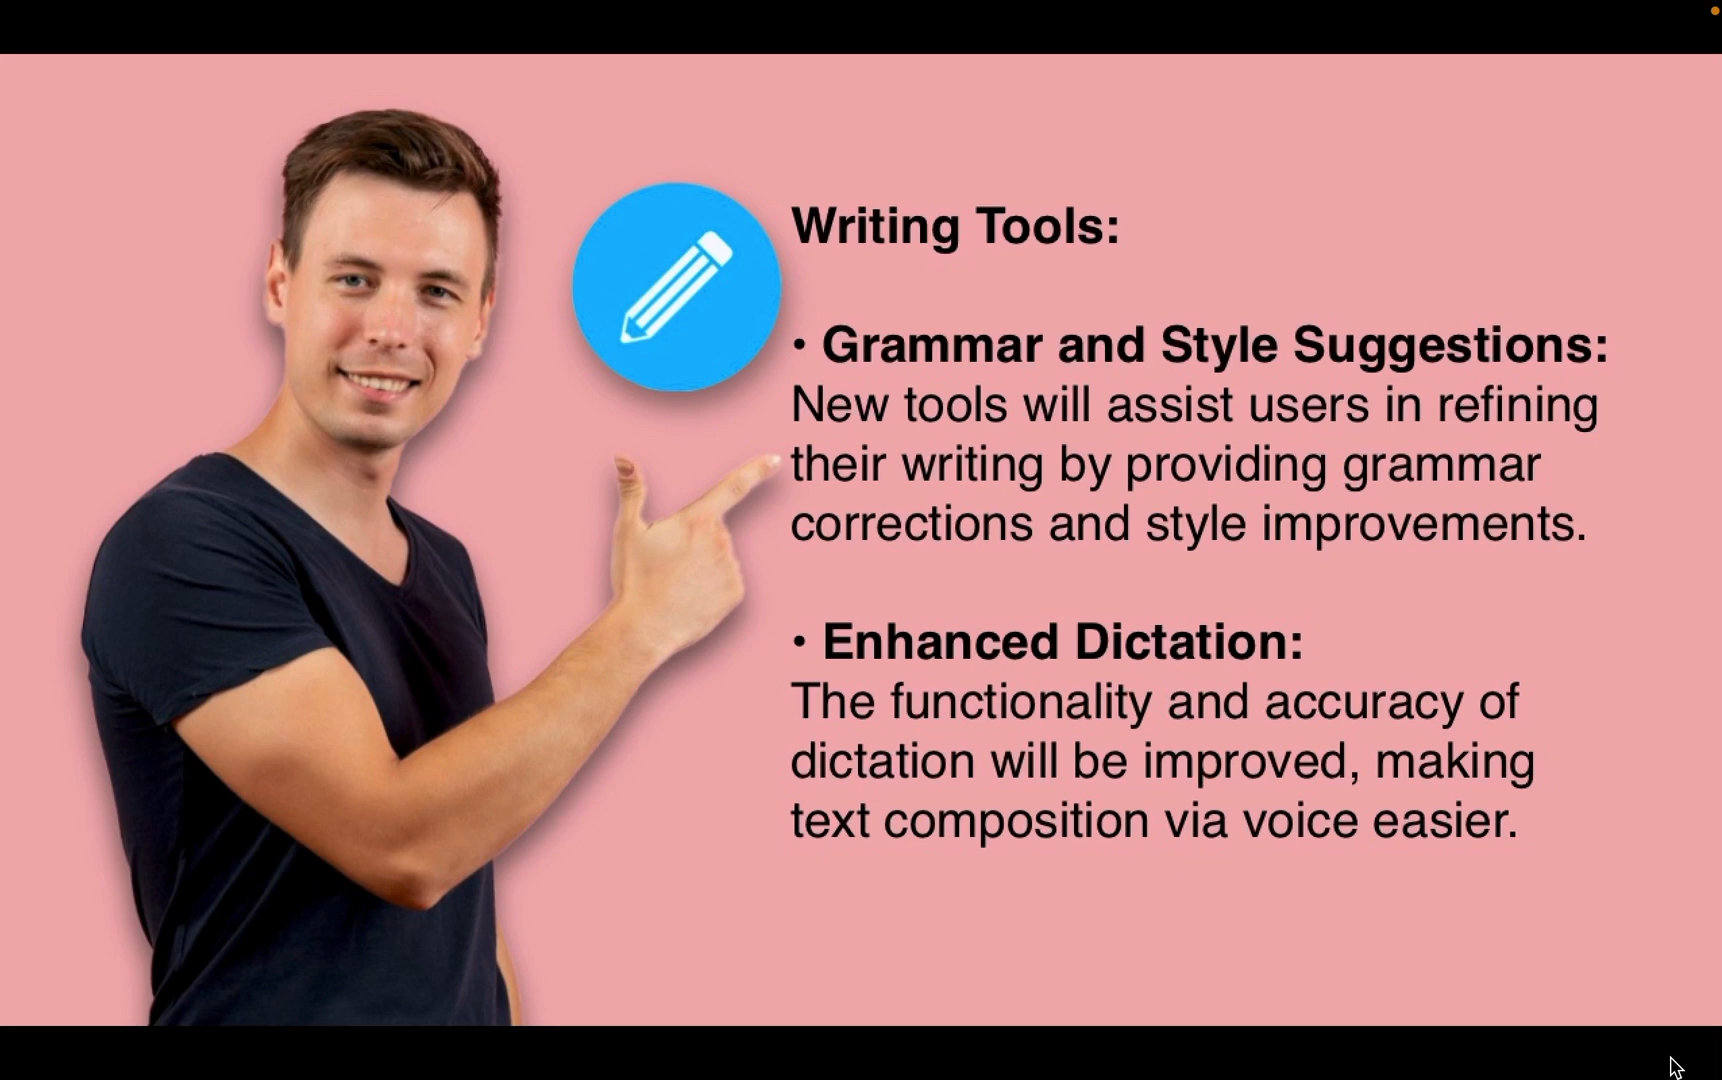 Writing Tools:
• Grammar and Style Suggestions:
New tools will assist users in refining
their writing by providing grammar
corrections and style improvements.
• Enhanced Dictation:
The functionality and accuracy of
dictation will be improved, making
text composition via voice easier.